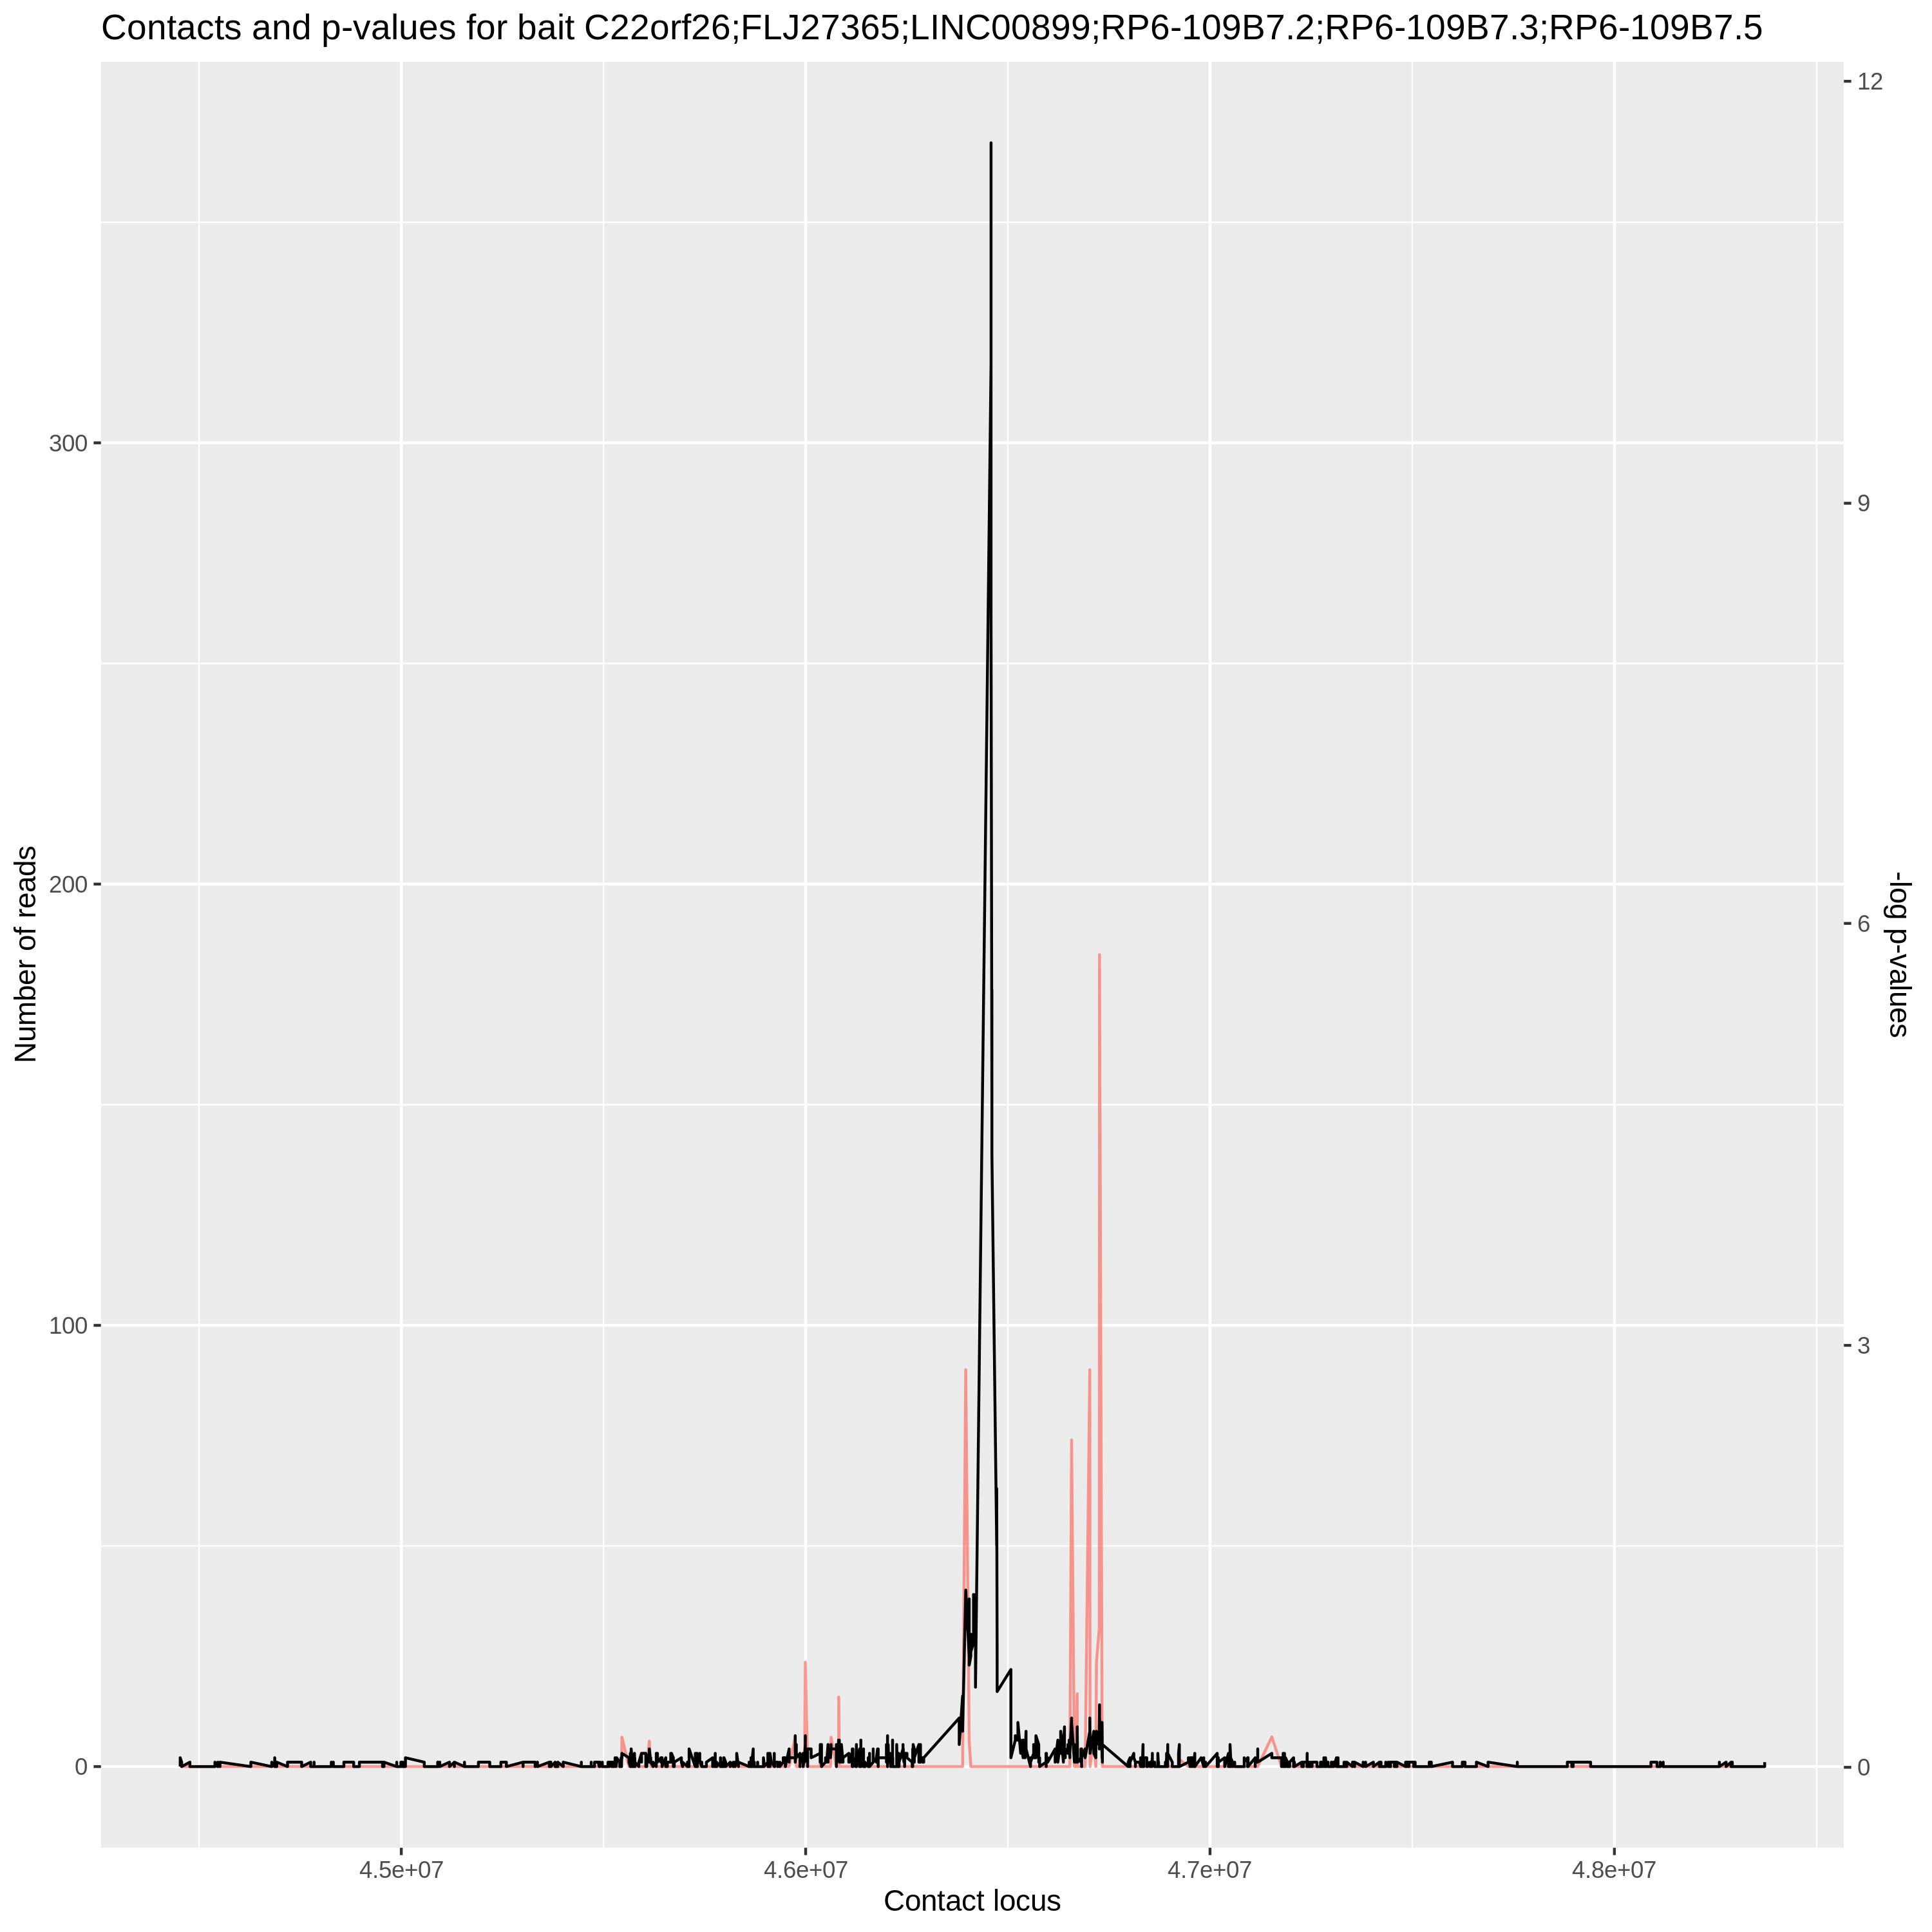 Contacts and p-values for bait C22orf26;FLJ27365;LINC00899;RP6-109B7.2;RP6-109B7.3;RP6-109B7.5
12
9
6
3
0
-log p-values
300
200
100
0
Number of reads
4.5e+07
4.6e+07
4.7e+07
4.8e+07
Contact locus